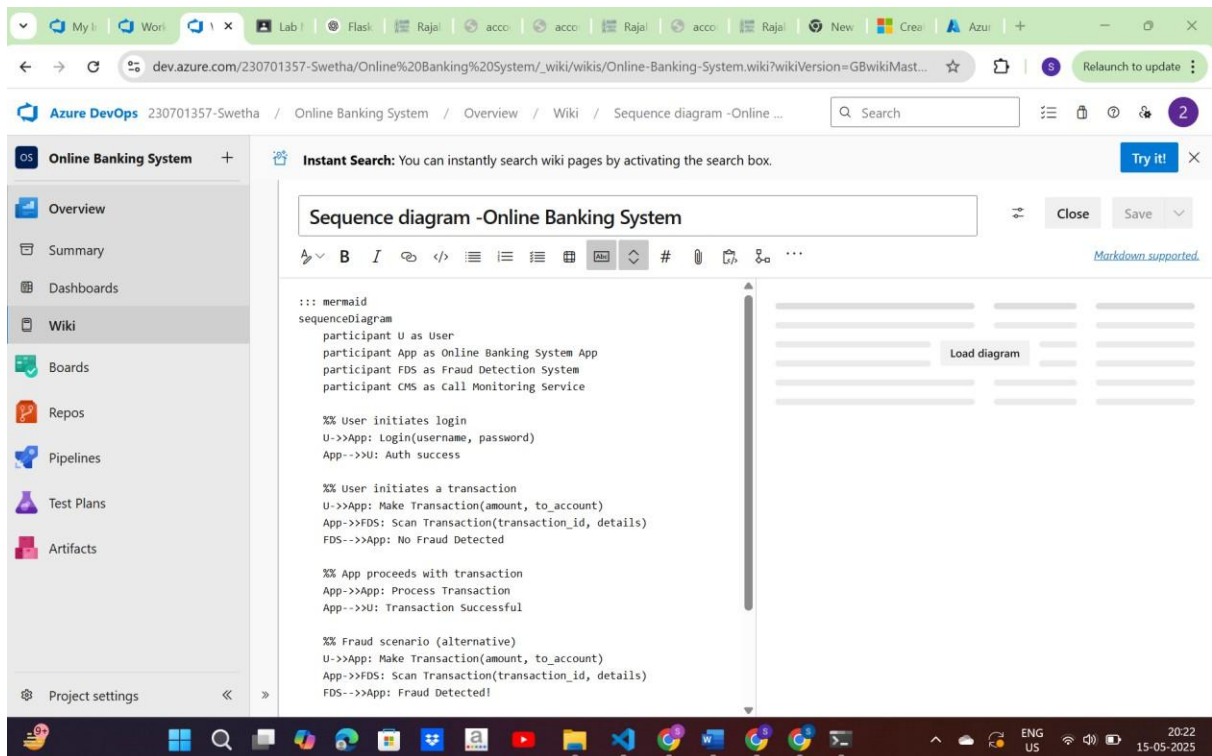 My
Work
Lab
Flask
Rajal
acco
acco
Rajal
acco
Rajal
New
Crea
Azur
dev.azure.com/230701357-Swetha/Online%20Banking%20System/_wiki/wikis/Online-Banking-System.wiki?wikiVersion=GBwikiMast...
S
Relaunch to update
Azure DevOps 230701357-Swetha / Online Banking System / Overview / Wiki / Sequence diagram -Online ...
Search
2
OS Online Banking System +
Instant Search: You can instantly search wiki pages by activating the search box.
Try it!
Overview
Summary
Dashboards
Wiki
Boards
Repos
Pipelines
Test Plans
Artifacts
Project settings
Sequence diagram -Online Banking System
Close
Save
B I </> Abc # ...
Markdown supported.
::: mermaid
sequenceDiagram
participant U as User
participant App as Online Banking System App
participant FDS as Fraud Detection System
participant CMS as Call Monitoring Service
%% User initiates login
U->>App: Login(username, password)
App-->>U: Auth success
%% User initiates a transaction
U->>App: Make Transaction(amount, to_account)
App->>FDS: Scan Transaction(transaction_id, details)
FDS-->>App: No Fraud Detected
%% App proceeds with transaction
App->>App: Process Transaction
App-->>U: Transaction Successful
%% Fraud scenario (alternative)
U->>App: Make Transaction(amount, to_account)
App->>FDS: Scan Transaction(transaction_id, details)
FDS-->>App: Fraud Detected!
Load diagram
9+
ENG
US
20:22
15-05-2025